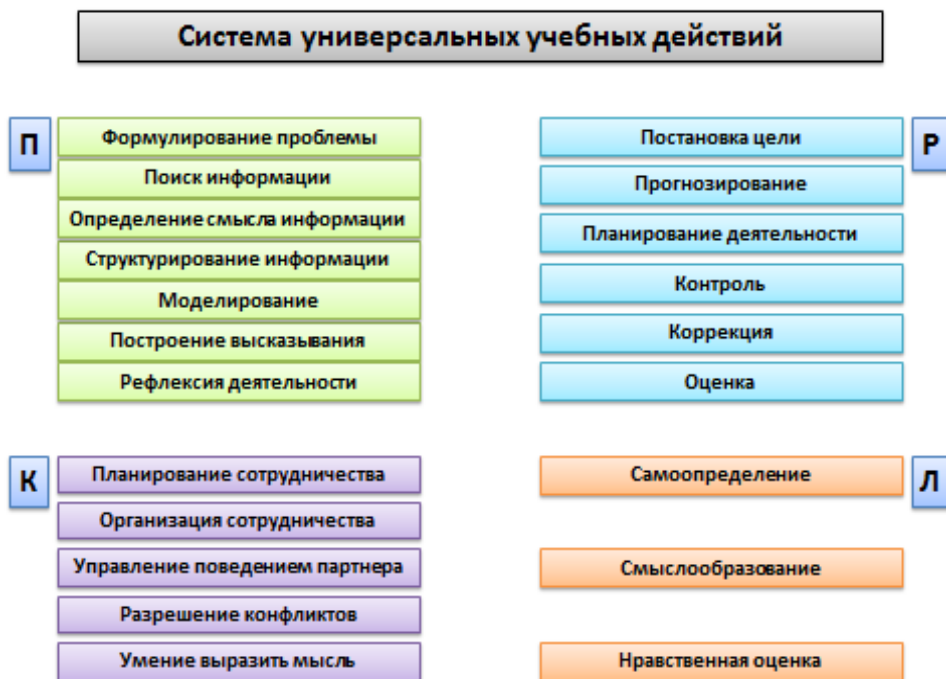 Система универсальных учебных действий
П
Формулирование проблемы
Поиск информации
Определение смысла информации
Структурирование информации
Моделирование
Построение высказывания
Рефлексия деятельности
Р
Постановка цели
Прогнозирование
Планирование деятельности
Контроль
Коррекция
Оценка
К
Планирование сотрудничества
Организация сотрудничества
Управление поведением партнера
Разрешение конфликтов
Умение выразить мысль
Л
Самоопределение
Смыслообразование
Нравственная оценка